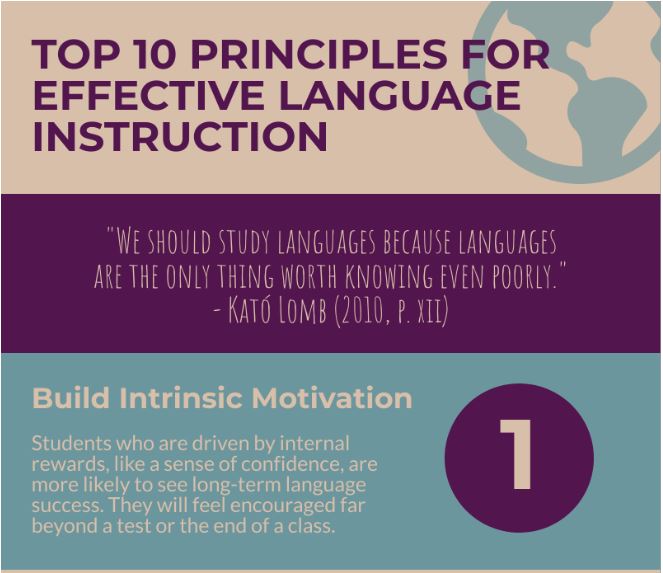 TOP 10 PRINCIPLES FOR
EFFECTIVE LANGUAGE
INSTRUCTION
"We should study languages because languages
are the only thing worth knowing even poorly."
- Kató Lomb (2010, p. xii)
Build Intrinsic Motivation
Students who are driven by internal
rewards, like a sense of confidence, are
more likely to see long-term language
success. They will feel encouraged far
beyond a test or the end of a class.
1